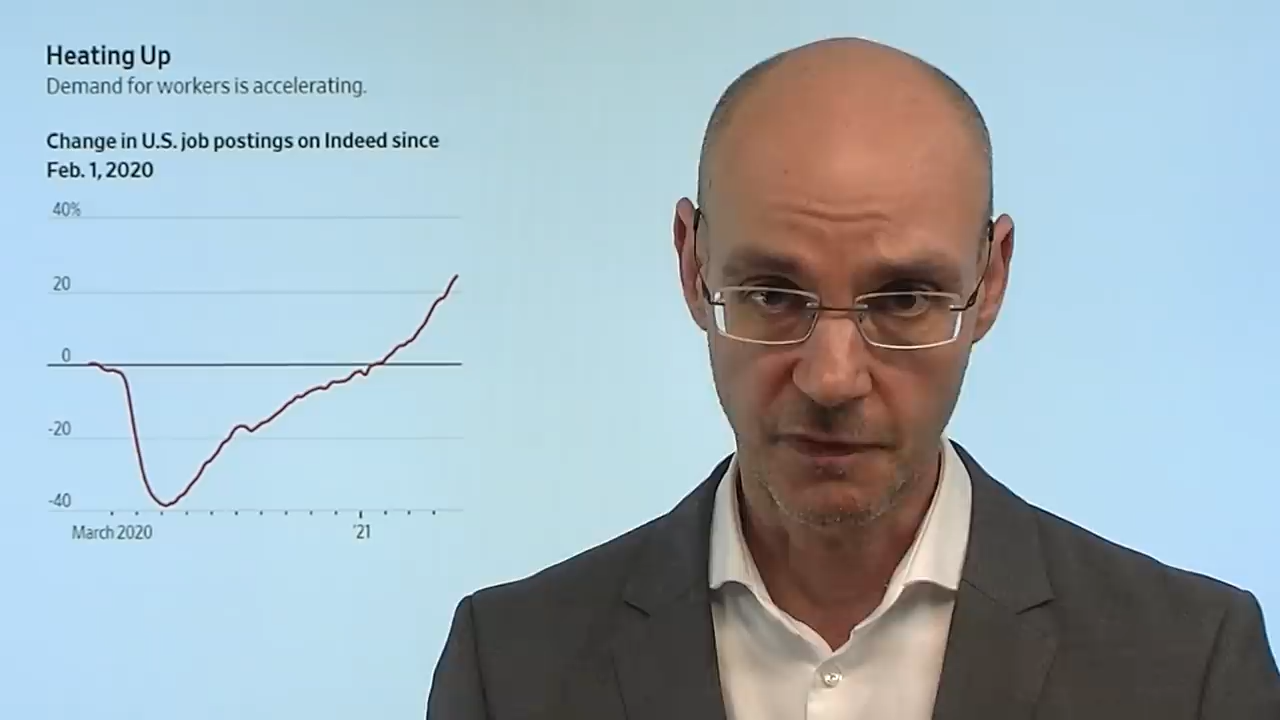 Heating Up
Demand for workers is accelerating.
Change in U.S. job postings on Indeed since
Feb. 1, 2020
40%
20
0
-20
-40
March 2020
'21